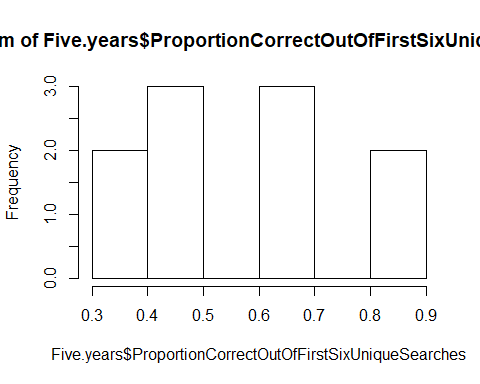 m of Five.years$ProportionCorrectOutOfFirstSixUniq
Frequency
3.0
2.0
1.0
0.0
0.3 0.4 0.5 0.6 0.7 0.8 0.9
Five.years$ProportionCorrectOutOfFirstSixUniqueSearches